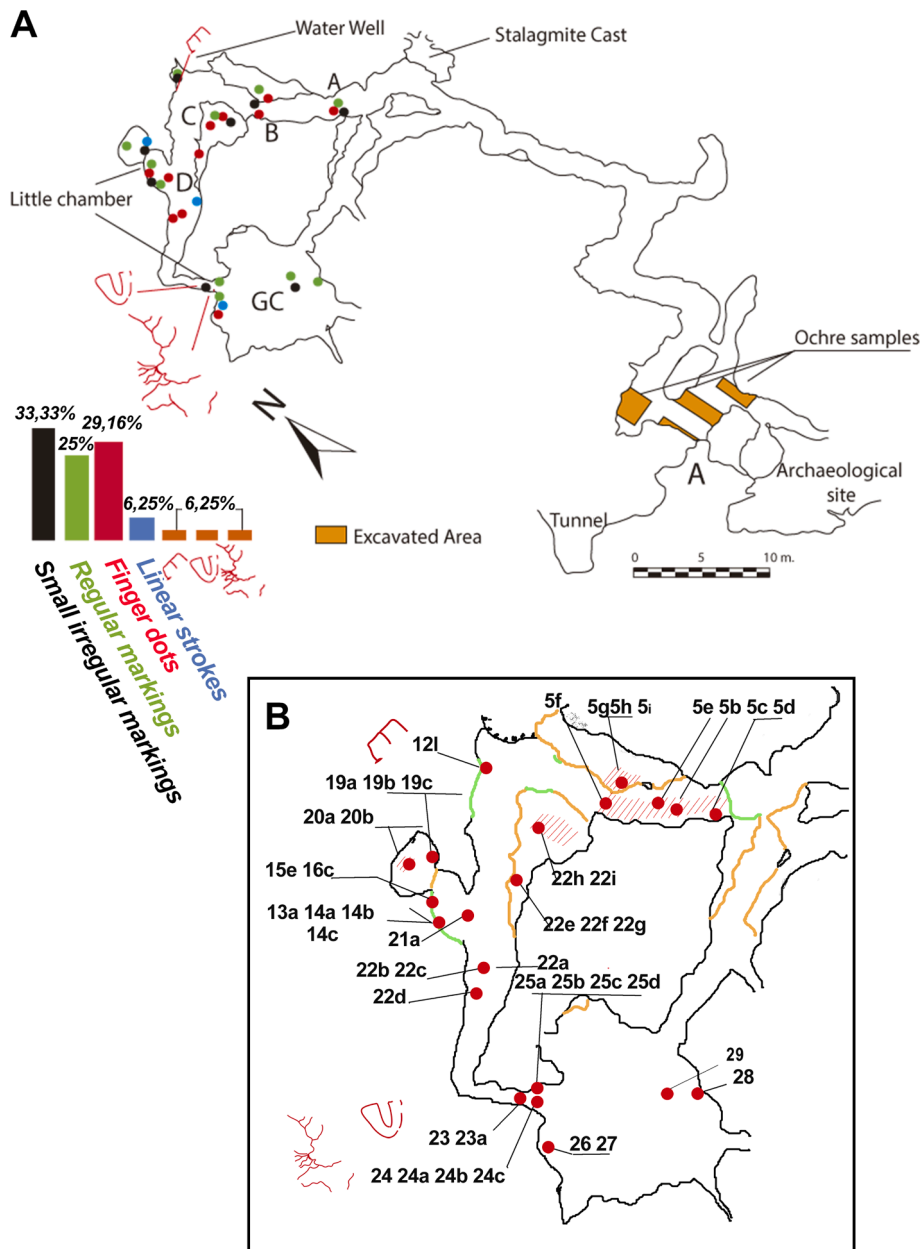 A
Water Well
Stalagmite Cast
A
C
B
D
Little chamber
GC
N
Ochre samples
A
Archaeological
site
Tunnel
Excavated Area
0 5 10 m.
33,33%
25%
29,16%
6,25%
6,25%
Small irregular markings
Regular markings
Finger dots
Linear strokes
B
5f
5g5h 5i
5e 5b
5c 5d
12I
19a 19b 19c
20a 20b
15e 16c
13a 14a 14b
14c
21a
22h 22i
22e 22f 22g
22b 22c
22a
22d
25a 25b 25c 25d
29
28
23 23a
26 27
24 24a 24b 24c